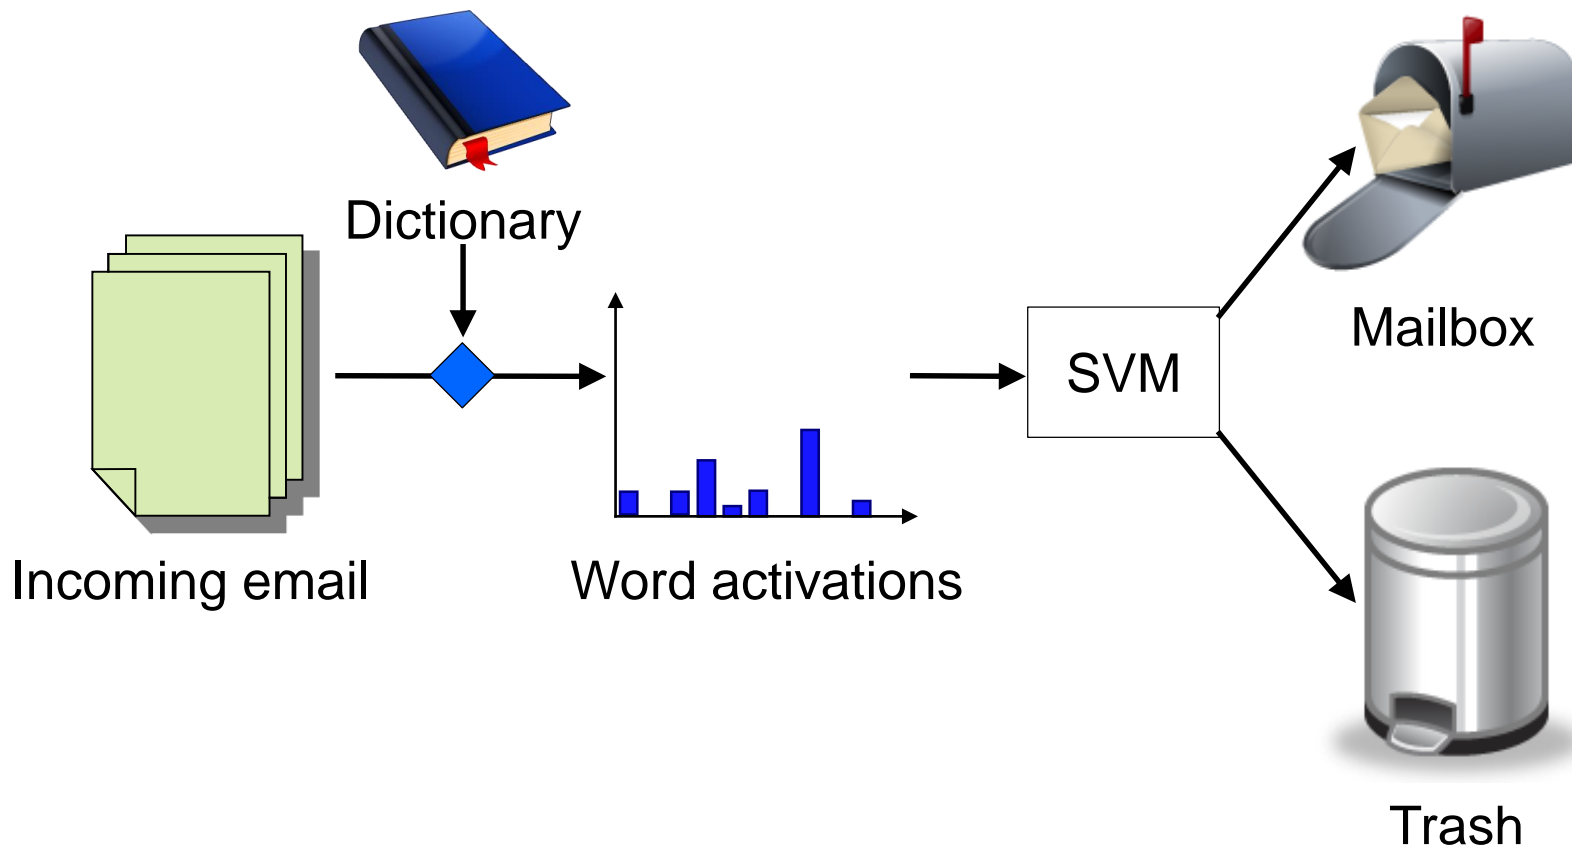 Dictionary
Incoming email
Word activations
SVM
Mailbox
Trash